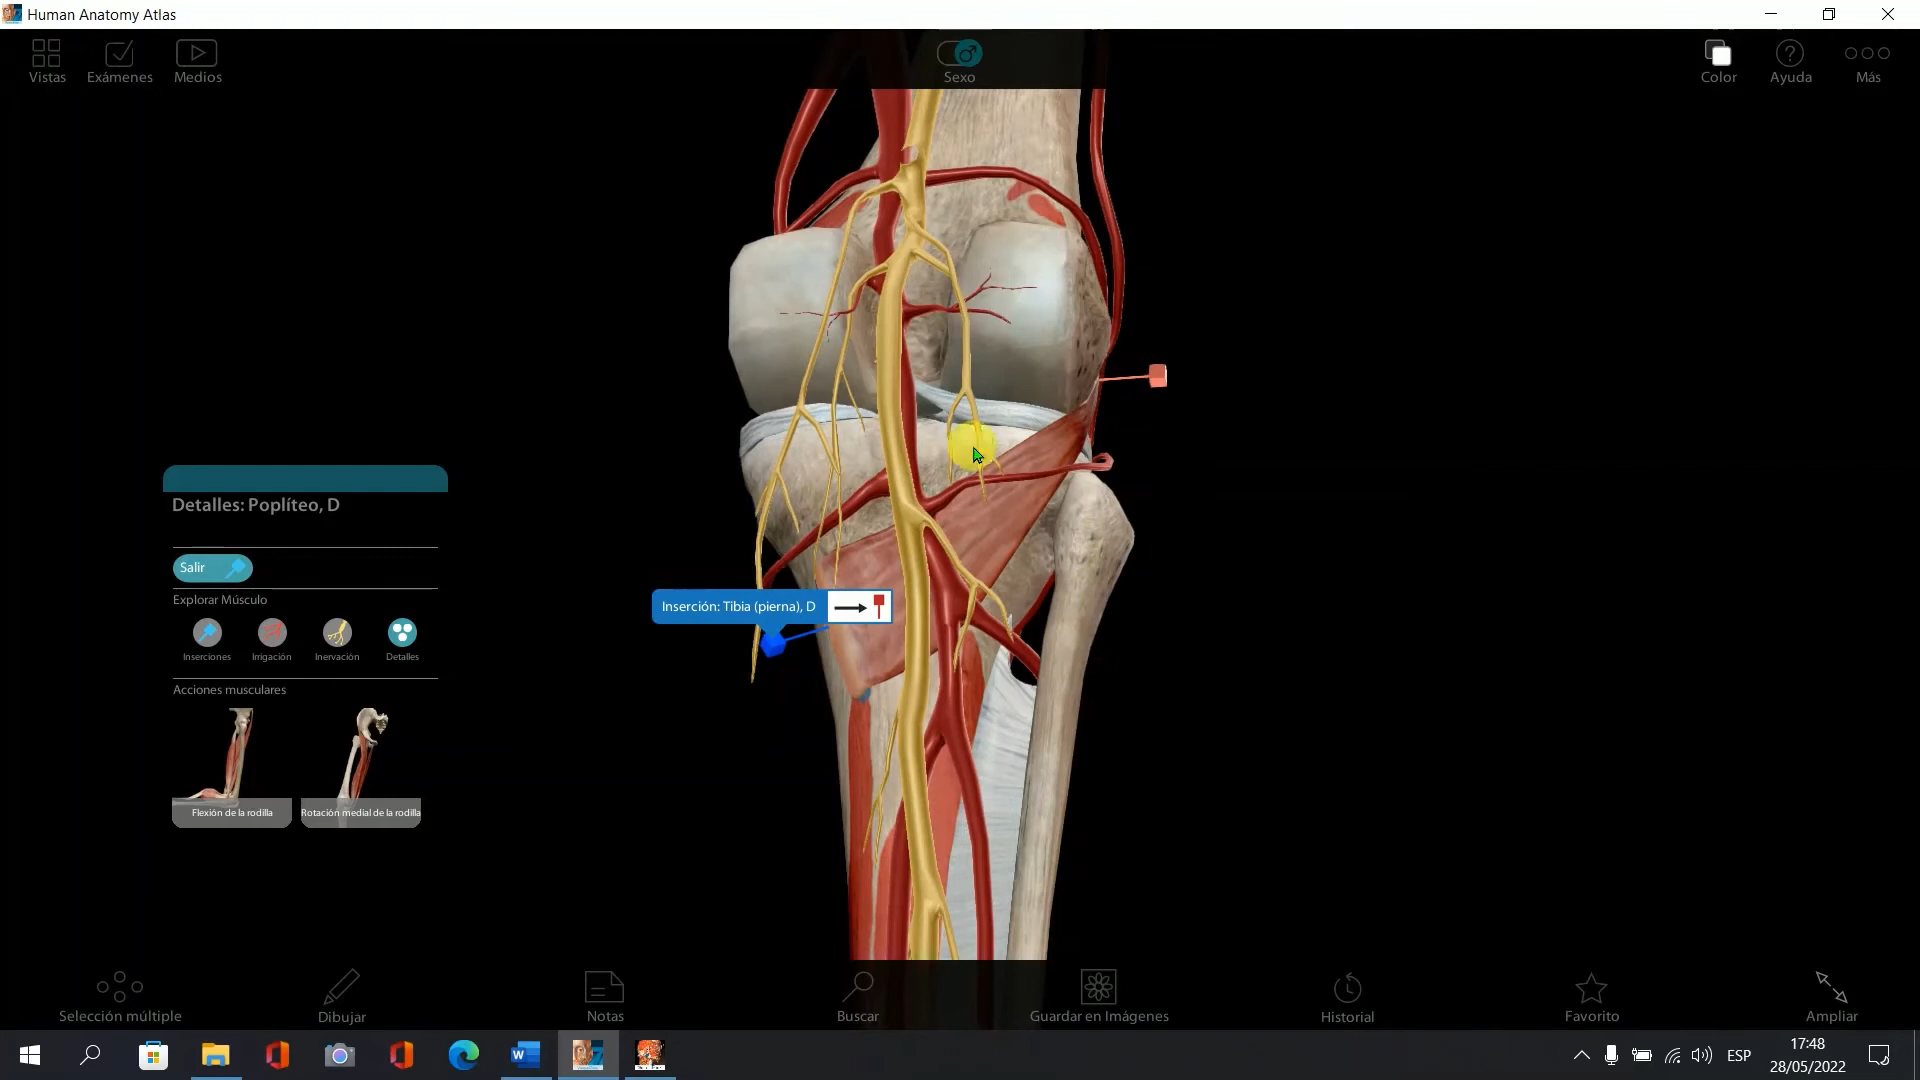 Human Anatomy Atlas
Vistas
Exámenes
Medios
Sexo
Color
Ayuda
Más
Detalles: Poplíteo, D
Salir
Explorar Músculo
Inserciones
Irrigación
Inervación
Detalles
Acciones musculares
Flexión de la rodilla
Rotación medial de la rodilla
Inserción: Tibia (pierna), D
Selección múltiple
Dibujar
Notas
Buscar
Guardar en Imágenes
Historial
Favorito
Ampliar
W
ESP
17:48
28/05/2022